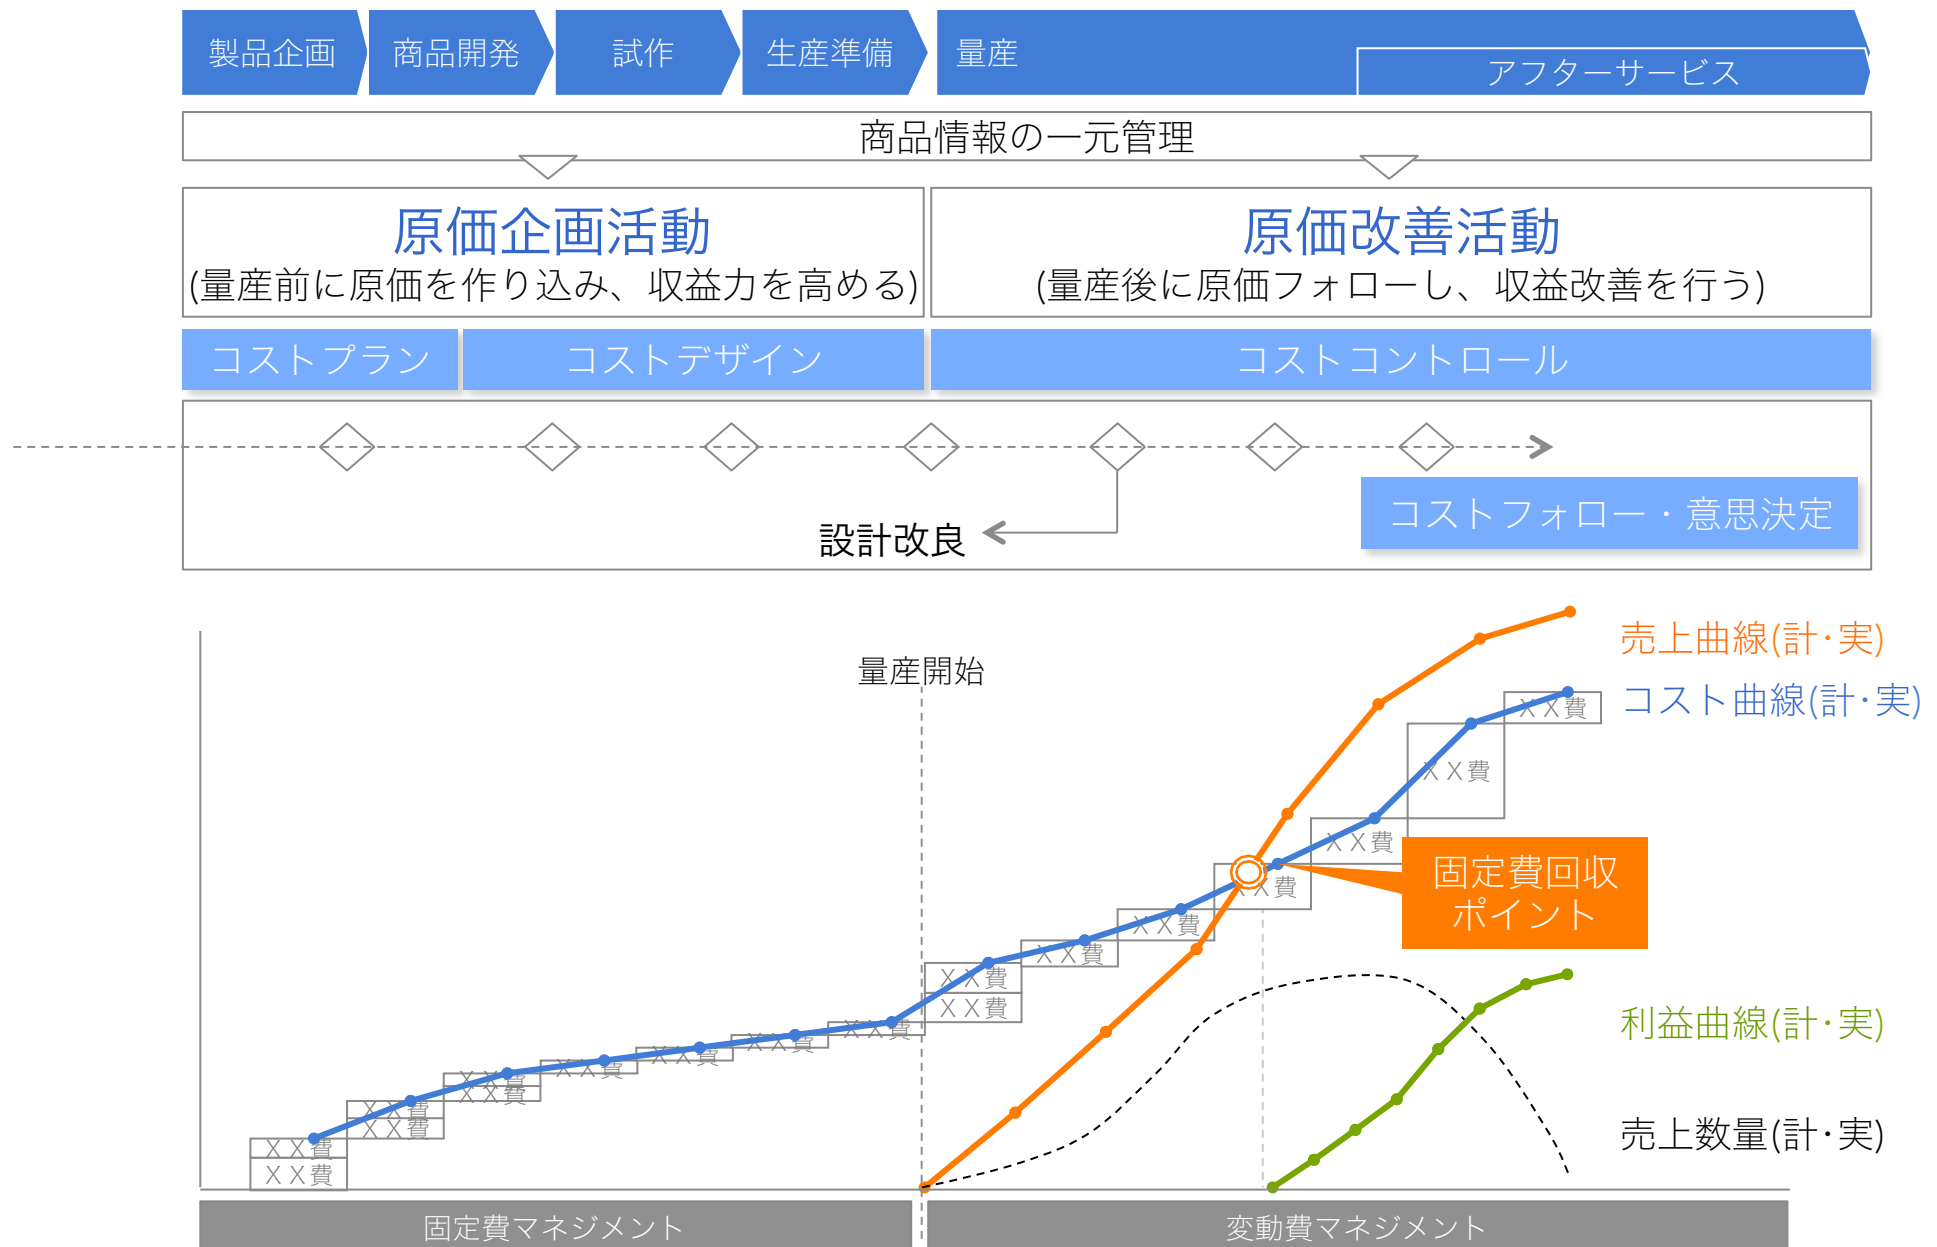 製品企画
商品開発
試作
生産準備
量産
アフターサービス
商品情報の一元管理
原価企画活動
(量産前に原価を作り込み、収益力を高める)
原価改善活動
(量産後に原価フォローし、収益改善を行う)
コストプラン
コストデザイン
コストコントロール
設計改良
コストフォロー・意思決定
売上曲線(計･実)
量産開始
コスト曲線(計･実)
ＸＸ費
ＸＸ費
ＸＸ費
固定費回収
ポイント
ＸＸ費
ＸＸ費
ＸＸ費
ＸＸ費
ＸＸ費
利益曲線(計･実)
ＸＸ費
ＸＸ費
ＸＸ費
ＸＸ費
ＸＸ費
ＸＸ費
ＸＸ費
ＸＸ費
売上数量(計･実)
ＸＸ費
ＸＸ費
固定費マネジメント
変動費マネジメント